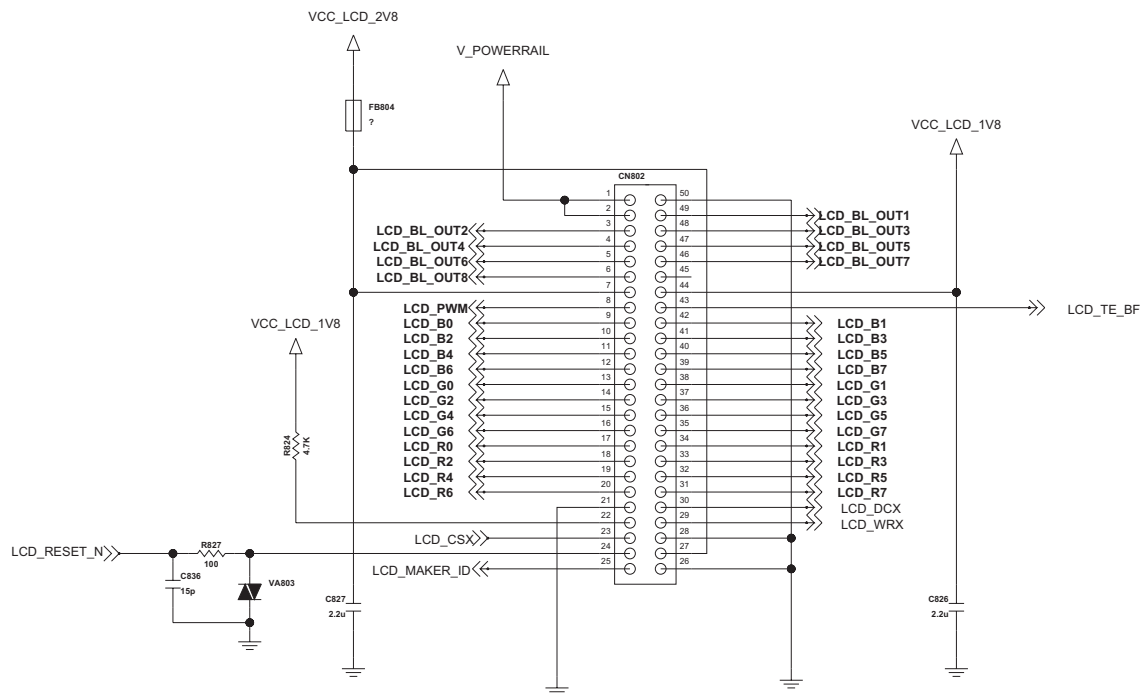 VCC_LCD_2V8
V_POWERRAIL
FB804
?
VCC_LCD_1V8
CN802
1 50
2 49 LCD_BL_OUT1
LCD_BL_OUT2 3 48 LCD_BL_OUT3
LCD_BL_OUT4 4 47 LCD_BL_OUT5
LCD_BL_OUT6 5 46 LCD_BL_OUT7
LCD_BL_OUT8 6 45
7 44
LCD_PWM 8 43 LCD_TE_BF
VCC_LCD_1V8
LCD_B0 9 42 LCD_B1
LCD_B2 10 41 LCD_B3
LCD_B4 11 40 LCD_B5
LCD_B6 12 39 LCD_B7
LCD_G0 13 38 LCD_G1
LCD_G2 14 37 LCD_G3
LCD_G4 15 36 LCD_G5
LCD_G6 16 35 LCD_G7
R824
4.7K
LCD_R0 17 34 LCD_R1
LCD_R2 18 33 LCD_R3
LCD_R4 19 32 LCD_R5
LCD_R6 20 31 LCD_R7
21 30 LCD_DCX
22 29 LCD_WRX
LCD_CSX 23 28
LCD_RESET_N R827 24 27
100
LCD_MAKER_ID 25 26
C836
15p
VA803
C827
2.2u
C826
2.2u